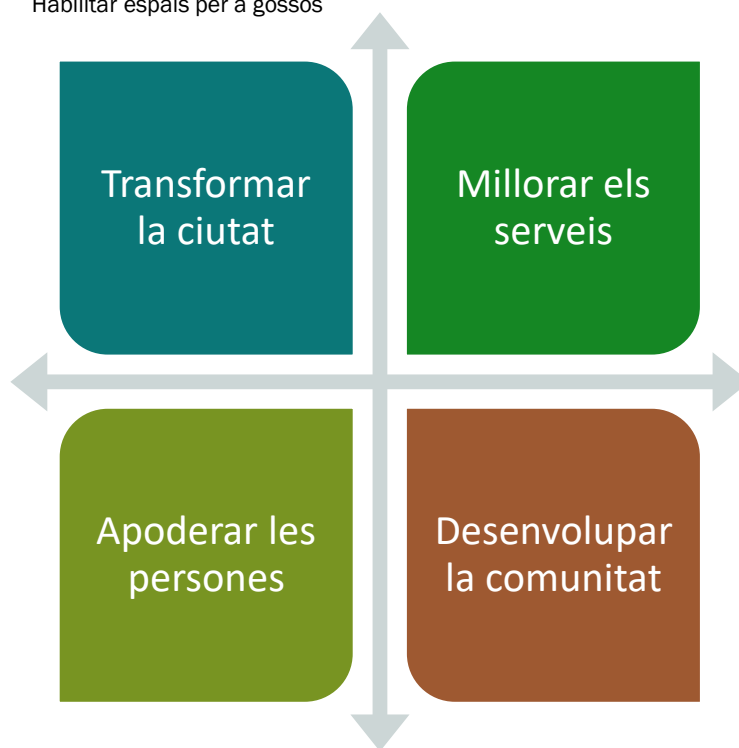 Habilitar espais per a gossos
Transformar
la ciutat
Millorar els
serveis
Apoderar les
persones
Desenvolupar
la comunitat